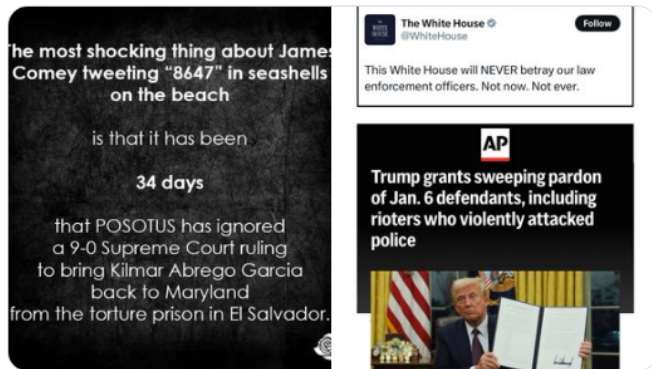 The most shocking thing about James
Comey tweeting “8647” in seashells
on the beach
is that it has been
34 days
that POSOTUS has ignored
a 9-0 Supreme Court ruling
to bring Kilmar Abrego Garcia
back to Maryland
from the torture prison in El Salvador.
THE WHITE HOUSE
The White House
@WhiteHouse
Follow
This White House will NEVER betray our law
enforcement officers. Not now. Not ever.
AP
Trump grants sweeping pardon
of Jan. 6 defendants, including
rioters who violently attacked
police